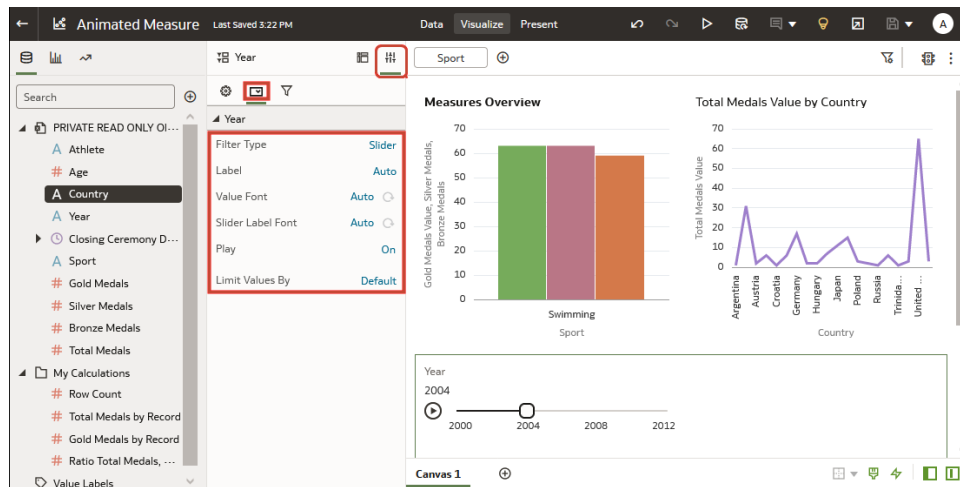 Animated Measure
Last Saved 3:22 PM
Data
Visualize
Present
A
Search
PRIVATE READ ONLY Ol···
A Athlete
# Age
A Country
A Year
Closing Ceremony D···
A Sport
# Gold Medals
# Silver Medals
# Bronze Medals
# Total Medals
My Calculations
# Row Count
# Total Medals by Record
# Gold Medals by Record
# Ratio Total Medals, ···
Value Labels
Year
Year
Filter Type Slider
Label Auto
Value Font Auto
Slider Label Font Auto
Play On
Limit Values By Default
Sport
Measures Overview
Gold Medals Value, Silver Medals,
Bronze Medals
70
60
50
40
30
20
10
0
Swimming
Sport
Total Medals Value by Country
Total Medals Value
70
60
50
40
30
20
10
0
Argentina
Austria
Croatia
Germany
Hungary
Japan
Poland
Russia
Trinida...
United ...
Country
Year
2004
2000 2004 2008 2012
Canvas 1